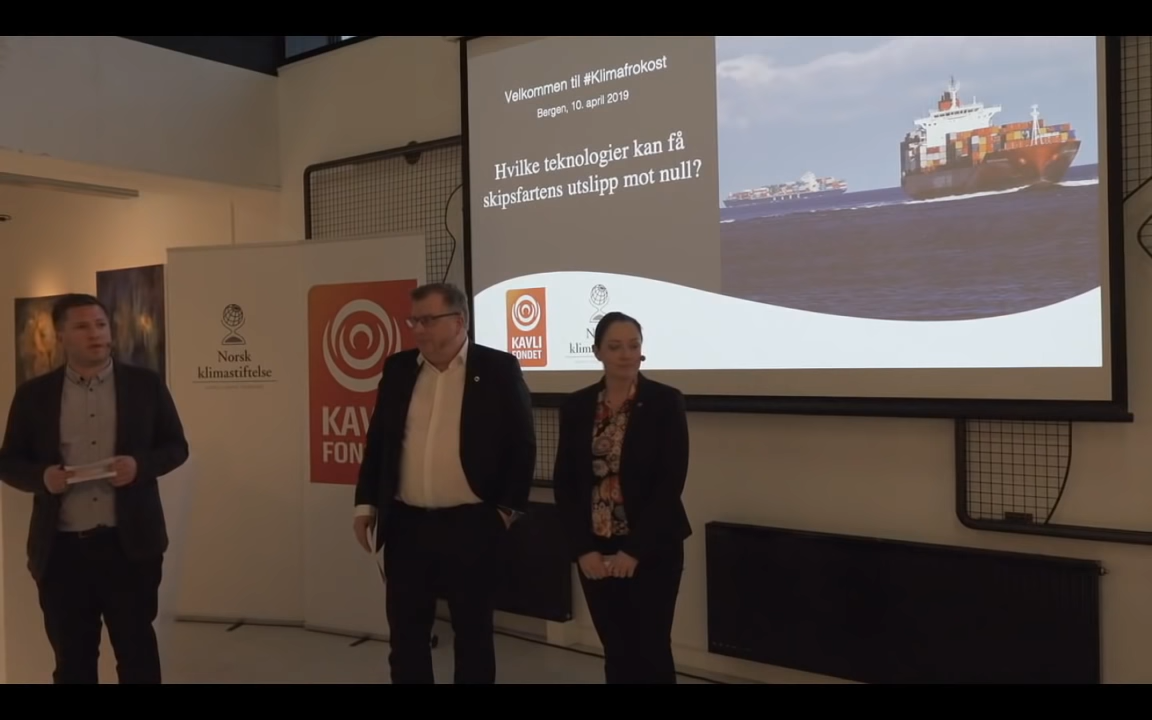 Velkommen til #Klimafrokost
Bergen, 10. april 2019
Hvilke teknologier kan få
skipsfartens utslipp mot null?
KAVLI
FONDET
Norsk
klimastiftelse
KAV
FON